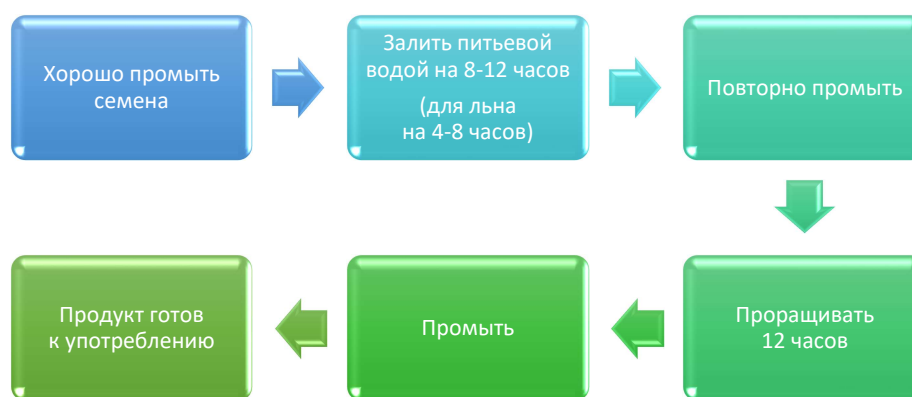 Хорошо промыть
семена
Залить питьевой
водой на 8-12 часов
(для льна
на 4-8 часов)
Повторно промыть
Проращивать
12 часов
Промыть
Продукт готов
к употреблению